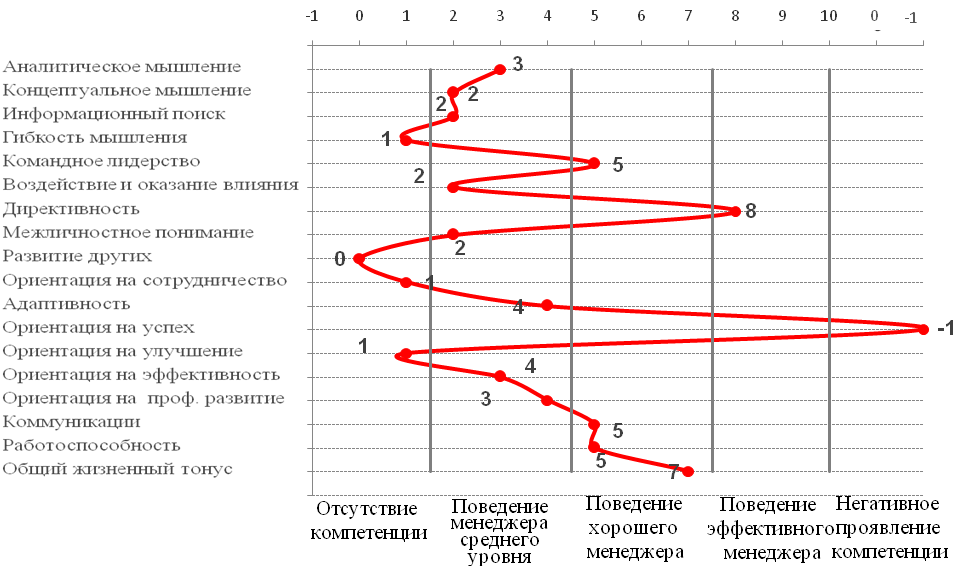 -1 0 1 2 3 4 5 6 7 8 9 10 0 -1
Аналитическое мышление 3
Концептуальное мышление 2
Информационный поиск 2
Гибкость мышления 1
Командное лидерство 5
Воздействие и оказание влияния 2
Директивность 8
Межличностное понимание 2
Развитие других 0
Ориентация на сотрудничество 1
Адаптивность 4
Ориентация на успех -1
Ориентация на улучшение 1
Ориентация на эффективность 4
Ориентация на проф. развитие 3
Коммуникации 5
Работоспособность 5
Общий жизненный тонус 7
Отсутствие
компетенции
Поведение
менеджера
среднего
уровня
Поведение
хорошего
менеджера
Поведение
эффективного
менеджера
Негативное
проявление
компетенции